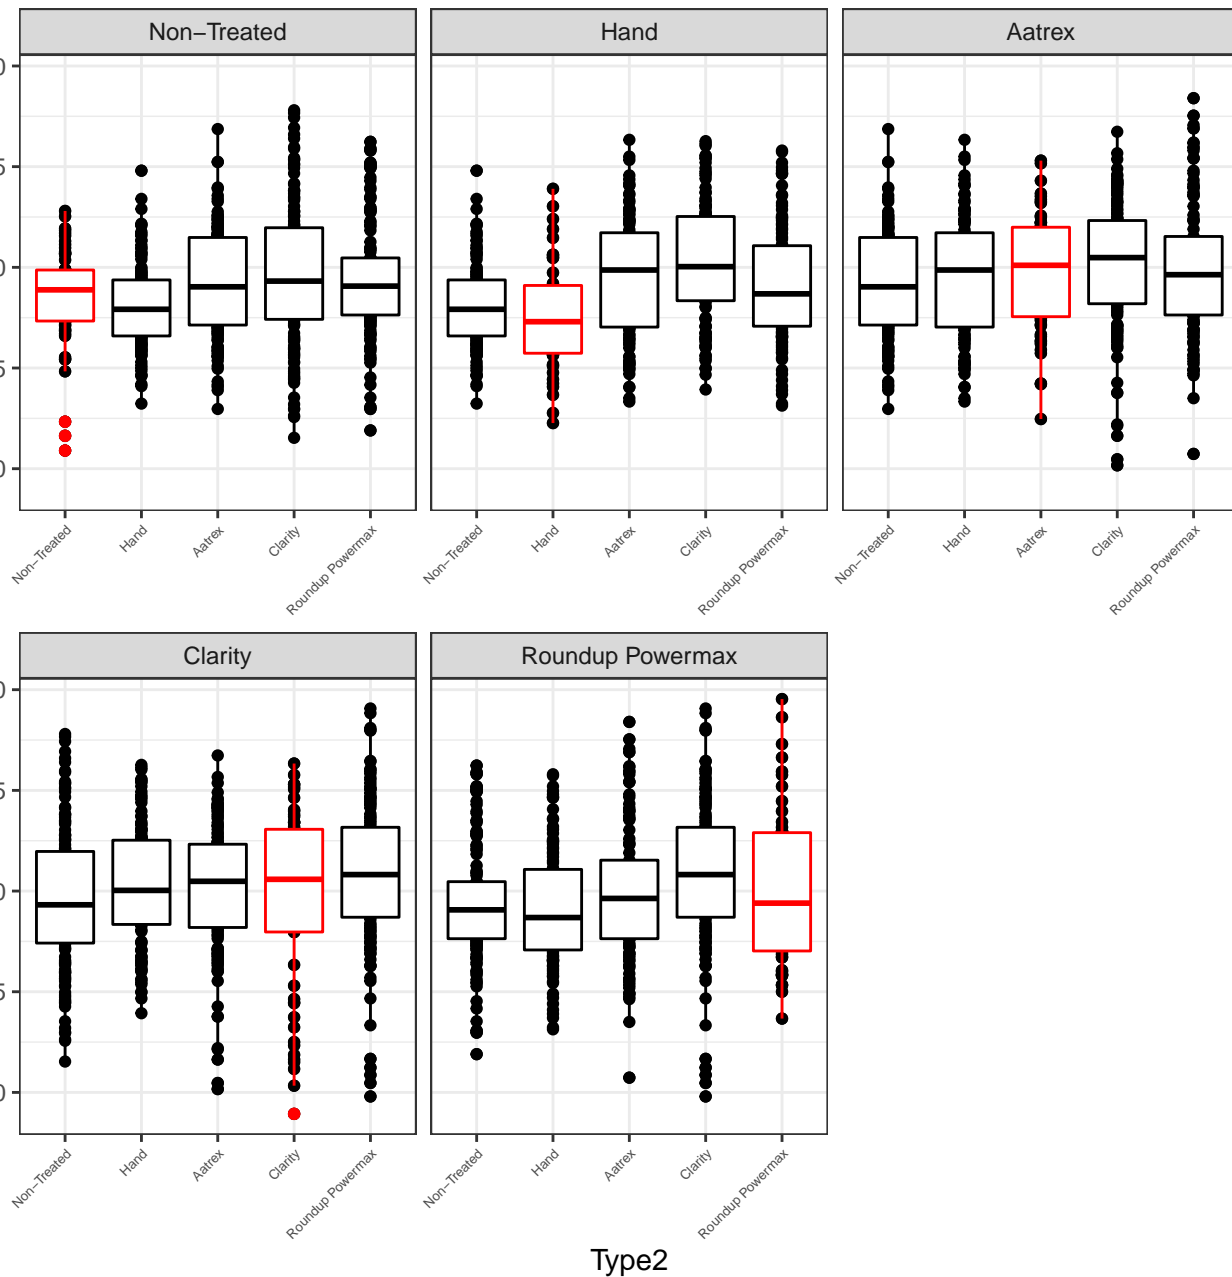 Non−Treated Hand Aatrex
Non−Treated Hand Aatrex Clarity Roundup Powermax Non−Treated Hand Aatrex Clarity Roundup Powermax Non−Treated Hand Aatrex Clarity Roundup Powermax
Clarity Roundup Powermax
Non−Treated Hand Aatrex Clarity Roundup Powermax Non−Treated Hand Aatrex Clarity Roundup Powermax
Type2